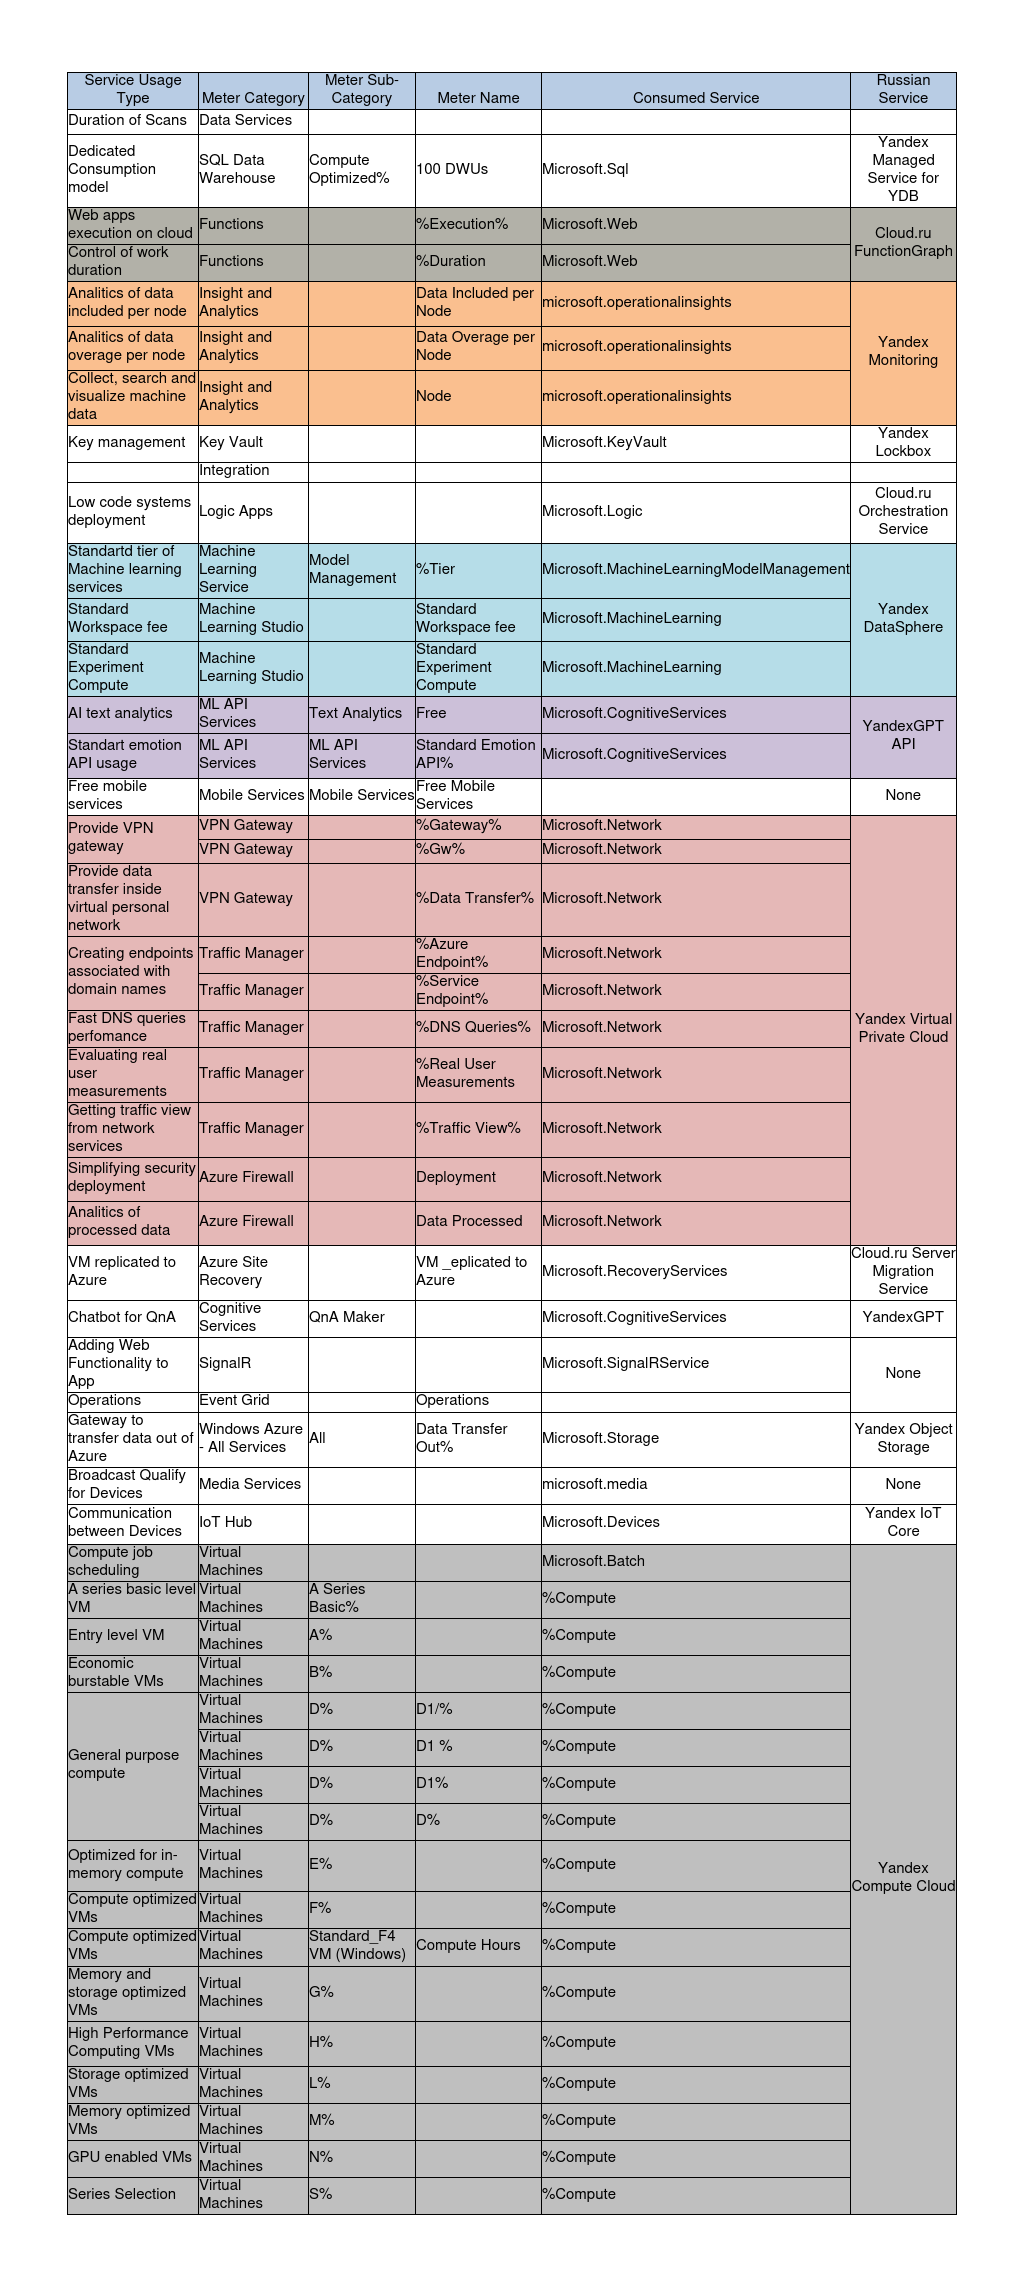 Service Usage
Type
Meter Category
Meter Sub-
Category
Meter Name
Consumed Service
Russian
Service
Duration of Scans
Data Services
Dedicated
Consumption
model
SQL Data
Warehouse
Compute
Optimized%
100 DWUs
Microsoft.Sql
Yandex
Managed
Service for
YDB
Web apps
execution on cloud
Functions
%Execution%
Microsoft.Web
Cloud.ru
FunctionGraph
Control of work
duration
Functions
%Duration
Microsoft.Web
Analitics of data
included per node
Insight and
Analytics
Data Included per
Node
microsoft.operationalinsights
Yandex
Monitoring
Analitics of data
overage per node
Insight and
Analytics
Data Overage per
Node
microsoft.operationalinsights
Collect, search and
visualize machine
data
Insight and
Analytics
Node
microsoft.operationalinsights
Key management
Key Vault
Microsoft.KeyVault
Yandex
Lockbox
Integration
Low code systems
deployment
Logic Apps
Microsoft.Logic
Cloud.ru
Orchestration
Service
Standartd tier of
Machine learning
services
Machine
Learning
Service
Model
Management
%Tier
Microsoft.MachineLearningModelManagement
Yandex
DataSphere
Standard
Workspace fee
Machine
Learning Studio
Standard
Workspace fee
Microsoft.MachineLearning
Standard
Experiment
Compute
Machine
Learning Studio
Standard
Experiment
Compute
Microsoft.MachineLearning
AI text analytics
ML API
Services
Text Analytics
Free
Microsoft.CognitiveServices
YandexGPT
API
Standart emotion
API usage
ML API
Services
ML API
Services
Standard Emotion
API%
Microsoft.CognitiveServices
Free mobile
services
Mobile Services
Mobile Services
Free Mobile
Services
None
Provide VPN
gateway
VPN Gateway
%Gateway%
Microsoft.Network
Yandex Virtual
Private Cloud
VPN Gateway
%Gw%
Microsoft.Network
Provide data
transfer inside
virtual personal
network
VPN Gateway
%Data Transfer%
Microsoft.Network
Creating endpoints
associated with
domain names
Traffic Manager
%Azure
Endpoint%
Microsoft.Network
Traffic Manager
%Service
Endpoint%
Microsoft.Network
Fast DNS queries
perfomance
Traffic Manager
%DNS Queries%
Microsoft.Network
Evaluating real
user
measurements
Traffic Manager
%Real User
Measurements
Microsoft.Network
Getting traffic view
from network
services
Traffic Manager
%Traffic View%
Microsoft.Network
Simplifying security
deployment
Azure Firewall
Deployment
Microsoft.Network
Analitics of
processed data
Azure Firewall
Data Processed
Microsoft.Network
VM replicated to
Azure
Azure Site
Recovery
VM _eplicated to
Azure
Microsoft.RecoveryServices
Cloud.ru Server
Migration
Service
Chatbot for QnA
Cognitive
Services
QnA Maker
Microsoft.CognitiveServices
YandexGPT
Adding Web
Functionality to
App
SignalR
Microsoft.SignalRService
None
Operations
Event Grid
Operations
Gateway to
transfer data out of
Azure
Windows Azure
- All Services
All
Data Transfer
Out%
Microsoft.Storage
Yandex Object
Storage
Broadcast Qualify
for Devices
Media Services
microsoft.media
None
Communication
between Devices
IoT Hub
Microsoft.Devices
Yandex IoT
Core
Compute job
scheduling
Virtual
Machines
Microsoft.Batch
Yandex
Compute Cloud
A series basic level
VM
Virtual
Machines
A Series
Basic%
%Compute
Entry level VM
Virtual
Machines
A%
%Compute
Economic
burstable VMs
Virtual
Machines
B%
%Compute
General purpose
compute
Virtual
Machines
D%
D1/%
%Compute
Virtual
Machines
D%
D1 %
%Compute
Virtual
Machines
D%
D1%
%Compute
Virtual
Machines
D%
D%
%Compute
Optimized for in-
memory compute
Virtual
Machines
E%
%Compute
Compute optimized
VMs
Virtual
Machines
F%
%Compute
Compute optimized
VMs
Virtual
Machines
Standard_F4
VM (Windows)
Compute Hours
%Compute
Memory and
storage optimized
VMs
Virtual
Machines
G%
%Compute
High Performance
Computing VMs
Virtual
Machines
H%
%Compute
Storage optimized
VMs
Virtual
Machines
L%
%Compute
Memory optimized
VMs
Virtual
Machines
M%
%Compute
GPU enabled VMs
Virtual
Machines
N%
%Compute
Series Selection
Virtual
Machines
S%
%Compute